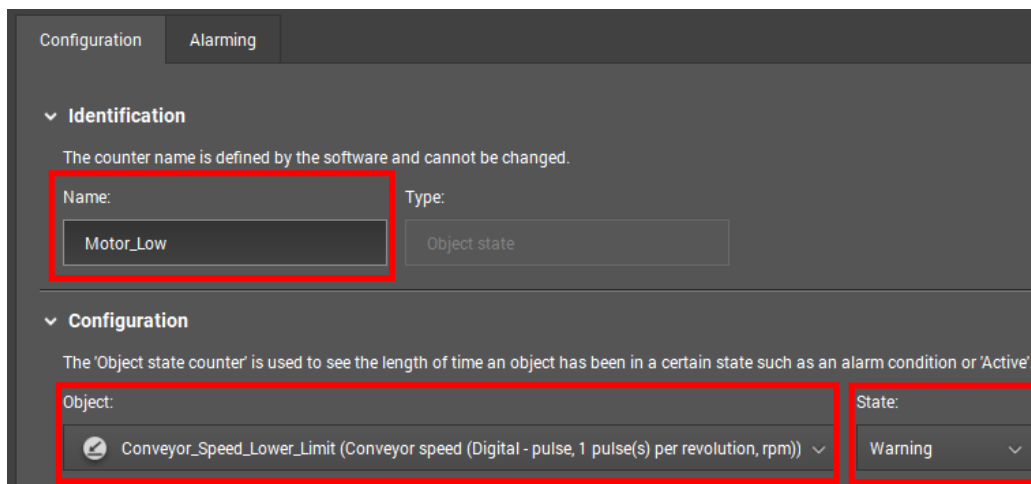 Configuration Alarming
Identification
The counter name is defined by the software and cannot be changed.
Name: Type:
Motor_Low Object state
Configuration
The 'Object state counter' is used to see the length of time an object has been in a certain state such as an alarm condition or 'Active'
Object: State:
Conveyor_Speed_Lower_Limit (Conveyor speed (Digital - pulse, 1 pulse(s) per revolution, rpm)) Warning